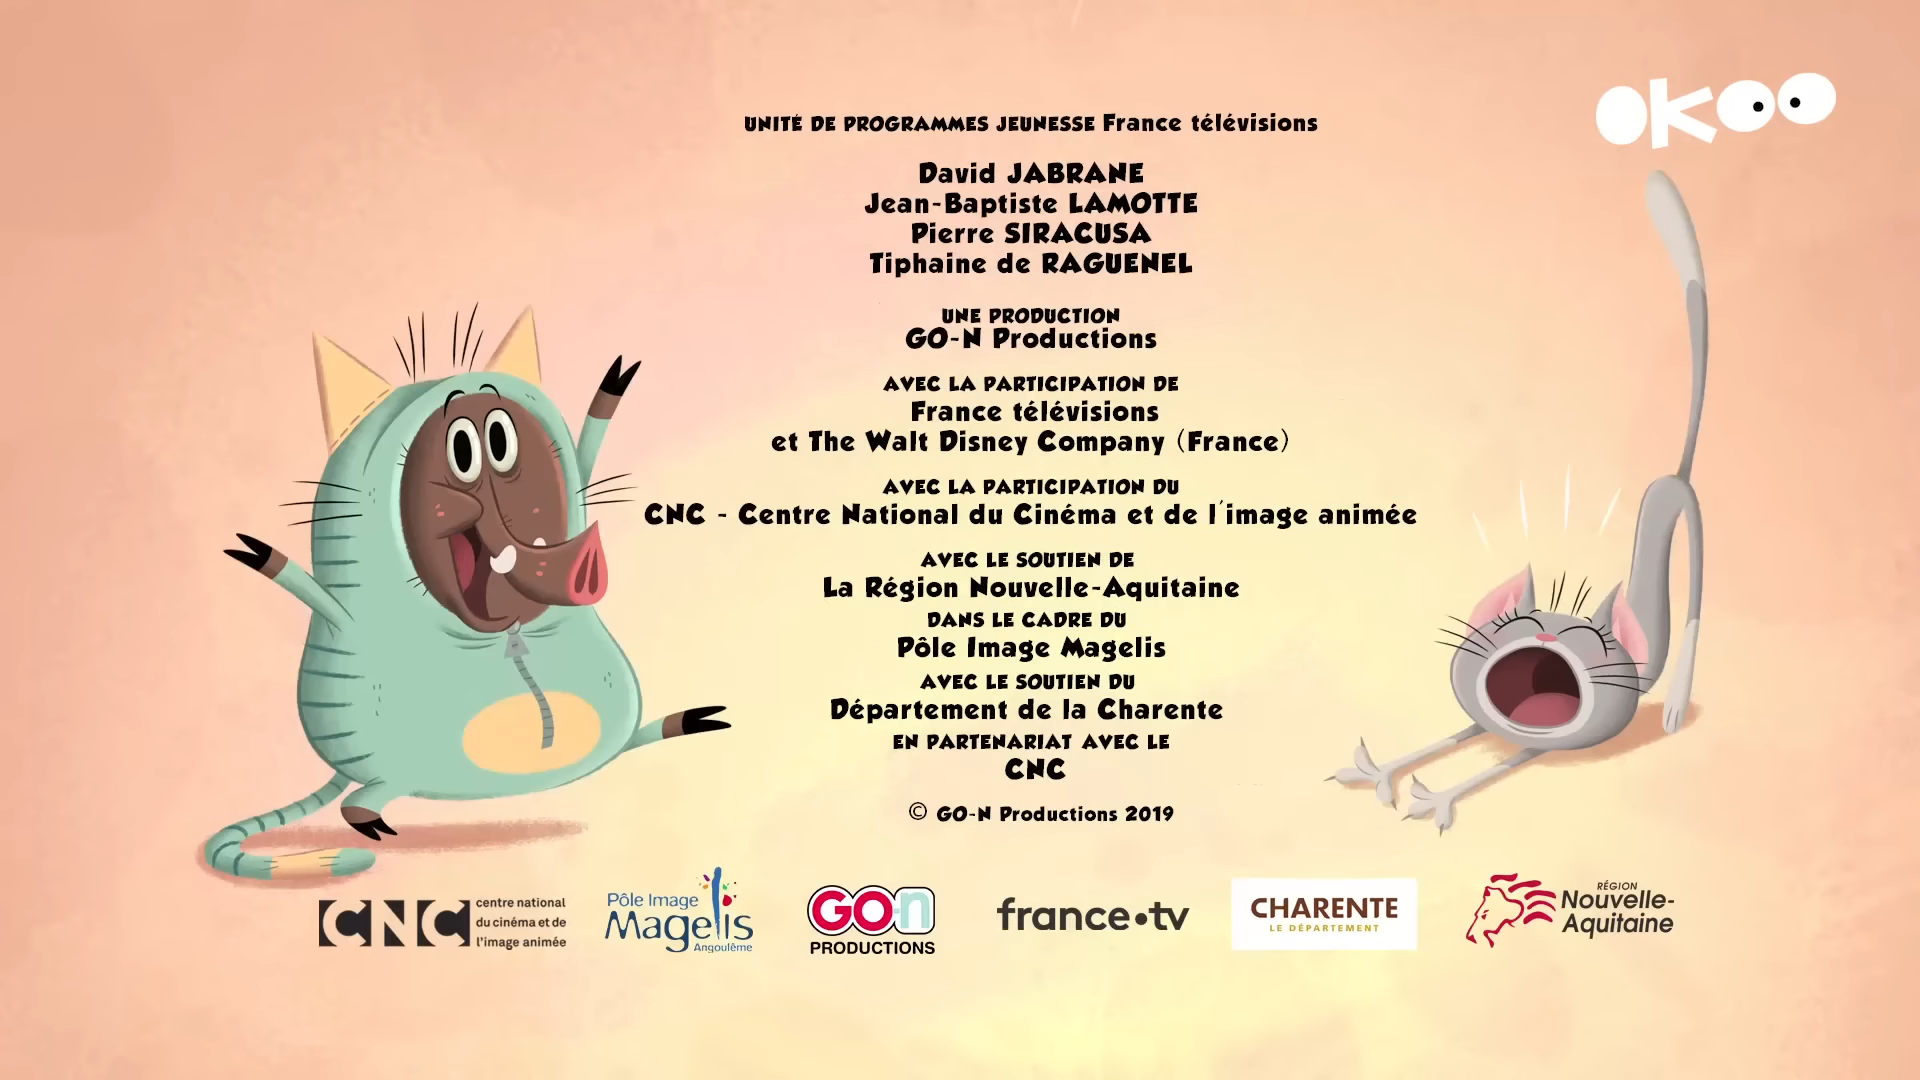 OKOO
UNITÉ DE PROGRAMMES JEUNESSE France télévisions
David JABRANE
Jean-Baptiste LAMOTTE
Pierre SIRACUSA
Tiphaine de RAGUENEL
UNE PRODUCTION
GO-N Productions
AVEC LA PARTICIPATION DE
France télévisions
et The Walt Disney Company (France)
AVEC LA PARTICIPATION DU
CNC - Centre National du Cinéma et de l'image animée
AVEC LE SOUTIEN DE
La Région Nouvelle-Aquitaine
DANS LE CADRE DU
Pôle Image Magelis
AVEC LE SOUTIEN DU
Département de la Charente
EN PARTENARIAT AVEC LE
CNC
© GO-N Productions 2019
CNC
centre national
du cinéma et de
l'image animée
Pôle Image
Magelis
Angoulême
GO-n
PRODUCTIONS
france•tv
CHARENTE
LE DÉPARTEMENT
RÉGION
Nouvelle-
Aquitaine